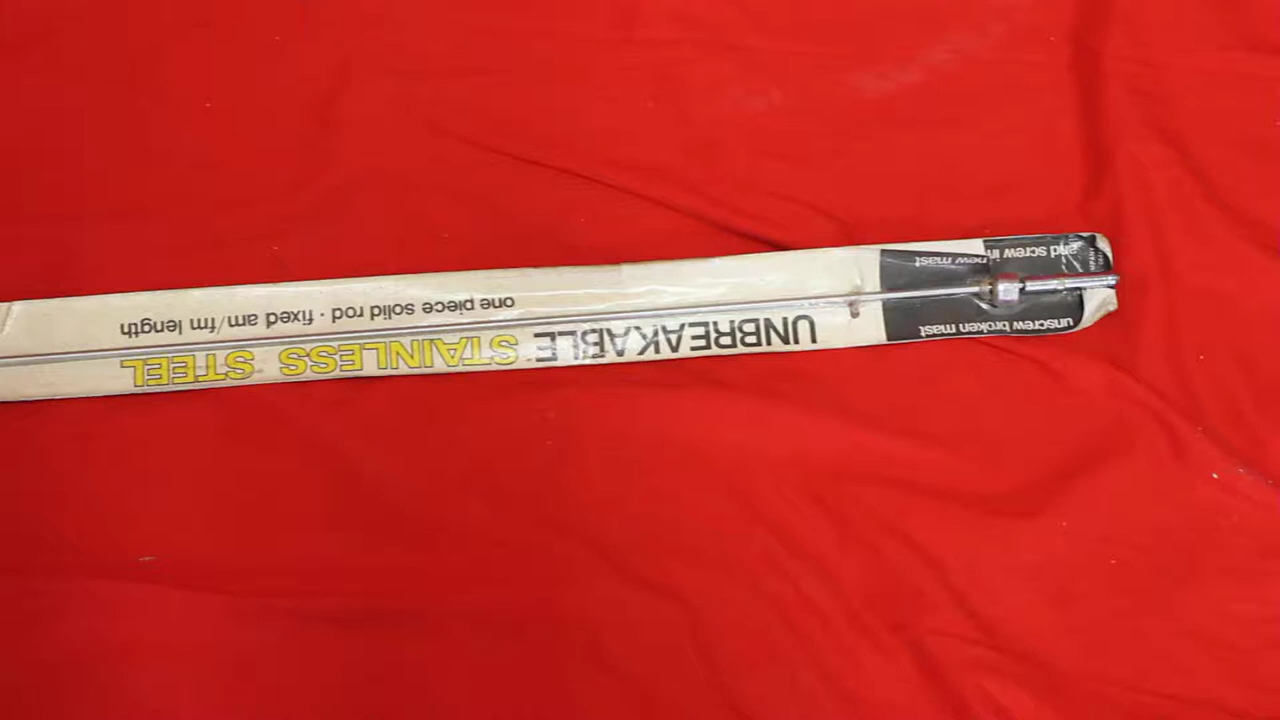 unscrew broken mast
and screw in new mast
UNBREAKABLE STAINLESS STEEL
one piece solid rod · fixed am/fm length